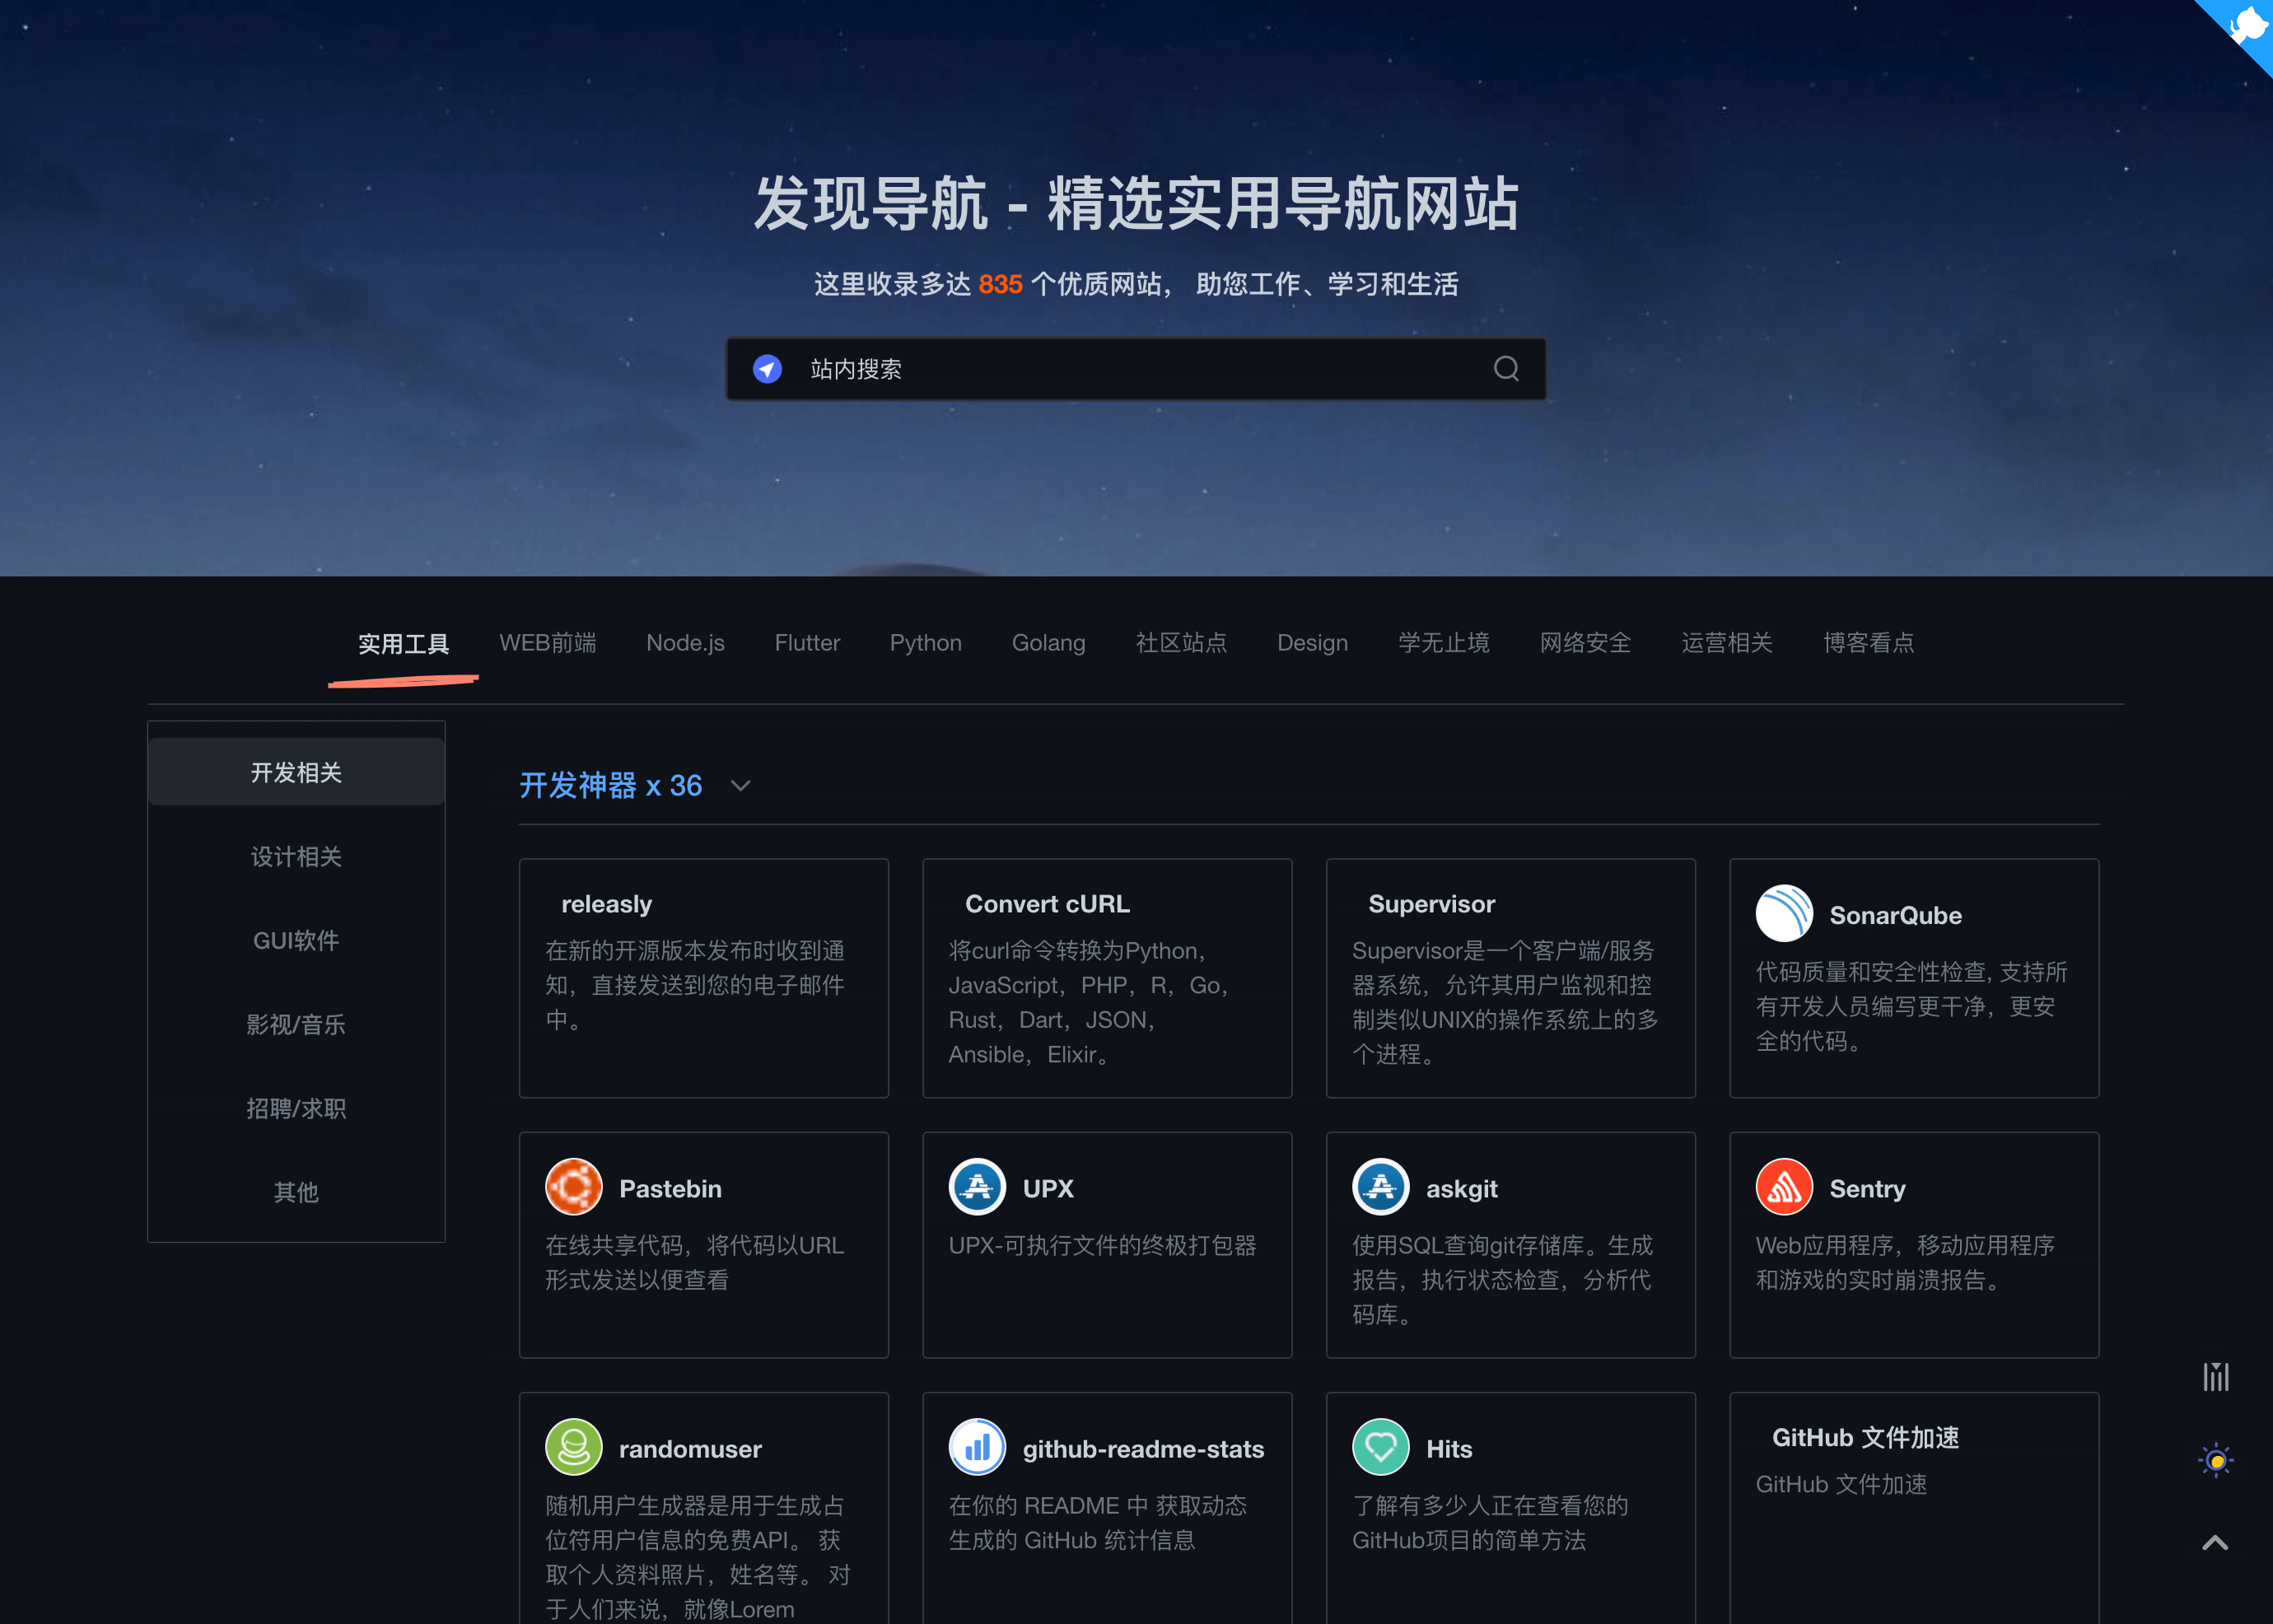 发现导航 - 精选实用导航网站
这里收录多达 835 个优质网站， 助您工作、学习和生活
站内搜索
实用工具 WEB前端 Node.js Flutter Python Golang 社区站点 Design 学无止境 网络安全 运营相关 博客看点
开发相关
设计相关
GUI软件
影视/音乐
招聘/求职
其他
开发神器 x 36
releasly
在新的开源版本发布时收到通
知，直接发送到您的电子邮件
中。
Convert cURL
将curl命令转换为Python，
JavaScript，PHP，R，Go，
Rust，Dart，JSON，
Ansible，Elixir。
Supervisor
Supervisor是一个客户端/服务
器系统，允许其用户监视和控
制类似UNIX的操作系统上的多
个进程。
SonarQube
代码质量和安全性检查, 支持所
有开发人员编写更干净，更安
全的代码。
Pastebin
在线共享代码，将代码以URL
形式发送以便查看
UPX
UPX-可执行文件的终极打包器
askgit
使用SQL查询git存储库。生成
报告，执行状态检查，分析代
码库。
Sentry
Web应用程序，移动应用程序
和游戏的实时崩溃报告。
randomuser
随机用户生成器是用于生成占
位符用户信息的免费API。 获
取个人资料照片，姓名等。 对
于人们来说，就像Lorem
github-readme-stats
在你的 README 中 获取动态
生成的 GitHub 统计信息
Hits
了解有多少人正在查看您的
GitHub项目的简单方法
GitHub 文件加速
GitHub 文件加速